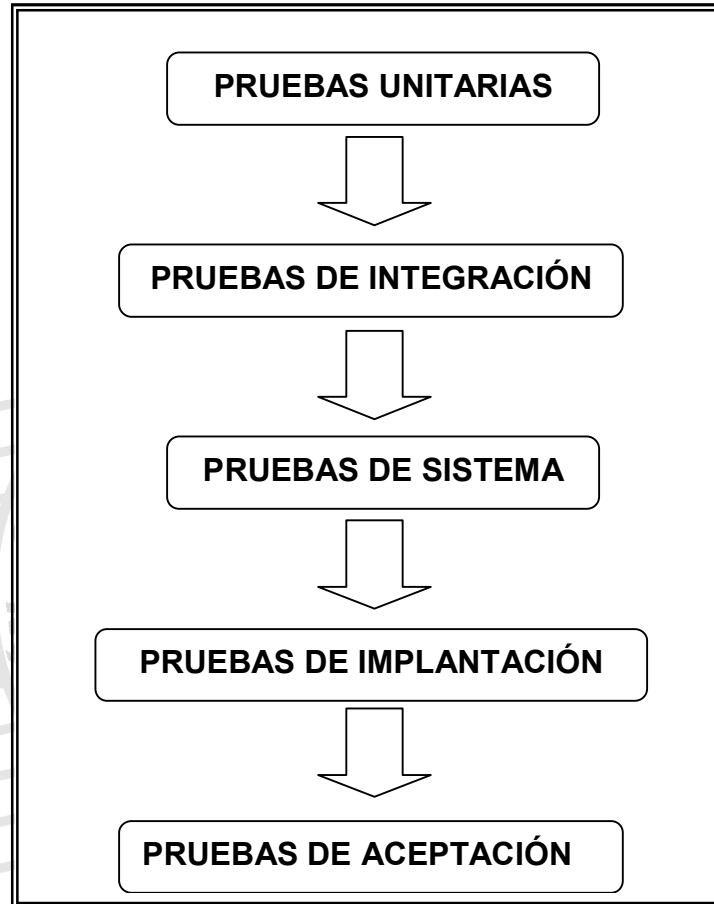 PRUEBAS UNITARIAS
PRUEBAS DE INTEGRACIÓN
PRUEBAS DE SISTEMA
PRUEBAS DE IMPLANTACIÓN
PRUEBAS DE ACEPTACIÓN